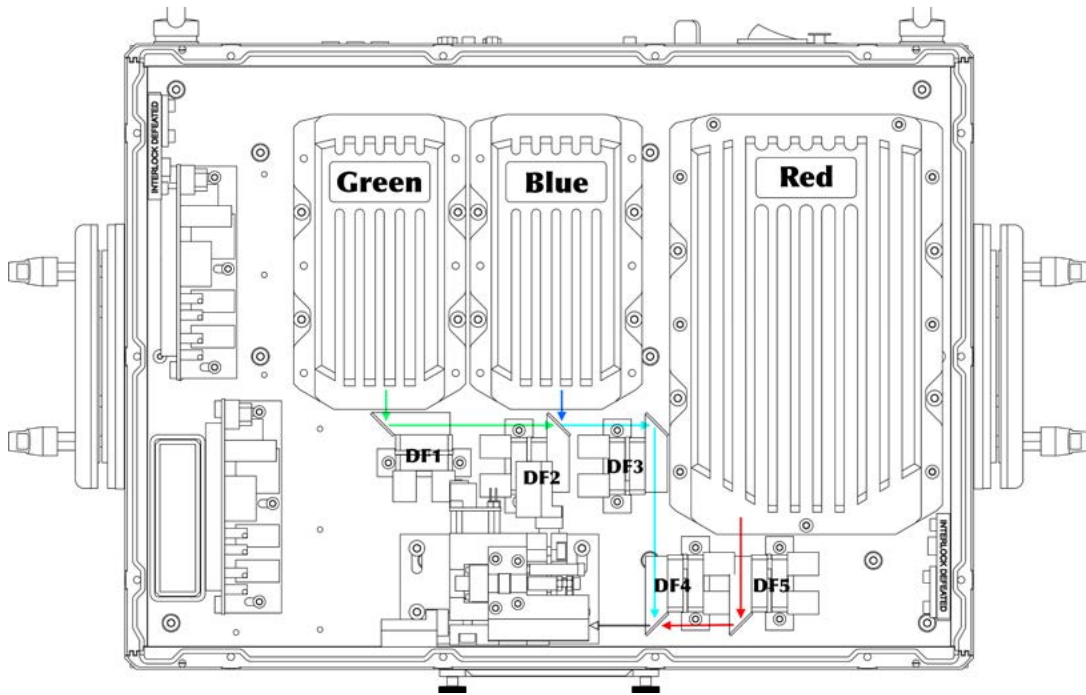 INTERLOCK DEFEATED
Green
Blue
Red
DF1
DF2
DF3
DF4
DF5
INTERLOCK DEFEATED